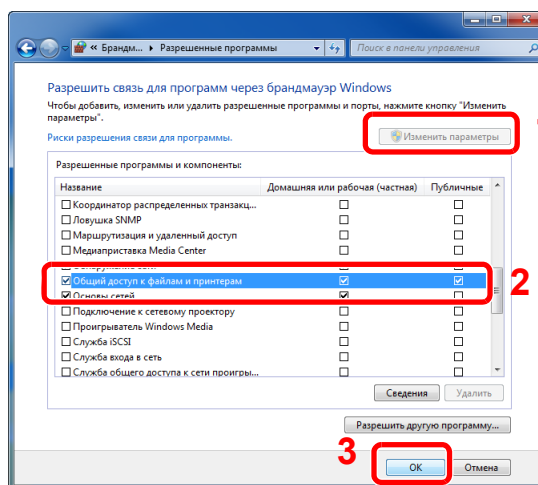 « Брандм... ▸ Разрешенные программы
Поиск в панели управления
Разрешить связь для программ через брандмауэр Windows
Чтобы добавить, изменить или удалить разрешенные программы и порты, нажмите кнопку "Изменить
параметры".
Риски разрешения связи для программы.
Изменить параметры
Разрешенные программы и компоненты:
Название Домашняя или рабочая (частная) Публичные
Координатор распределенных транзакц...
Ловушка SNMP
Маршрутизация и удаленный доступ
Медиаприставка Media Center
Обнаружение сети
Общий доступ к файлам и принтерам
2
Основы сетей
Подключение к сетевому проектору
Проигрыватель Windows Media
Служба iSCSI
Служба входа в сеть
Служба общего доступа к сети проигры...
Сведения Удалить
Разрешить другую программу...
3
ОК Отмена